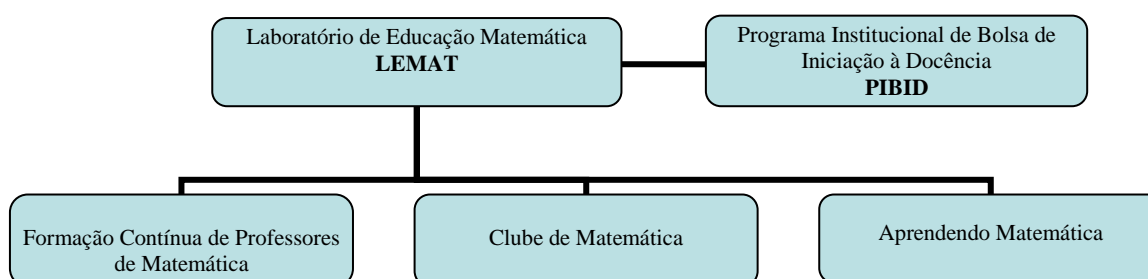 Laboratório de Educação Matemática
LEMAT
Programa Institucional de Bolsa de
Iniciação à Docência
PIBID
Formação Contínua de Professores
de Matemática
Clube de Matemática
Aprendendo Matemática